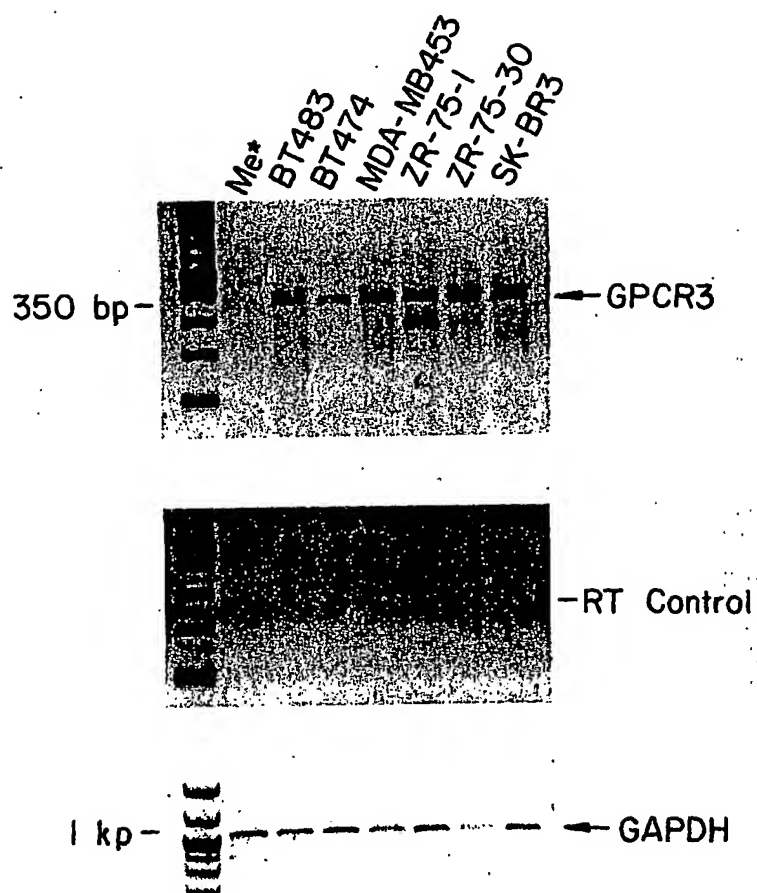 Me*
BT483
BT474
MDA-MB453
ZR-75-1
ZR-75-30
SK-BR3
350 bp
GPCR3
RT Control
1 kp
GAPDH